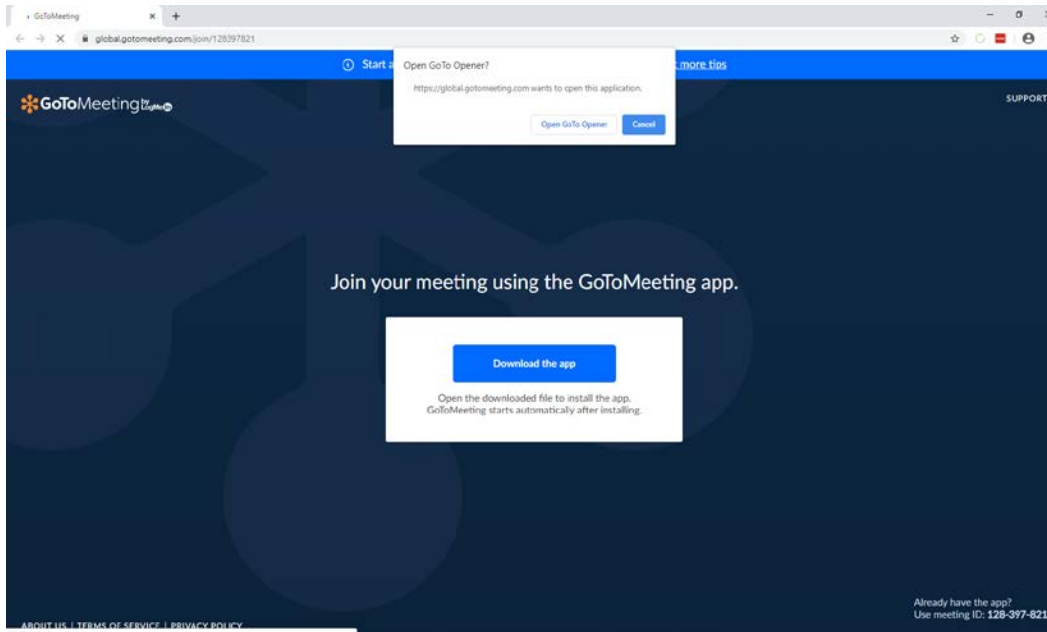 GoToMeeting
global.gotomeeting.com/join/128397821
Start a
more tips
Open GoTo Opener?
https://global.gotomeeting.com wants to open this application.
Open GoTo Opener
Cancel
GoToMeeting by LogMeIn
SUPPORT
Join your meeting using the GoToMeeting app.
Download the app
Open the downloaded file to install the app.
GoToMeeting starts automatically after installing.
Already have the app?
Use meeting ID: 128-397-821
ABOUT US | TERMS OF SERVICE | PRIVACY POLICY